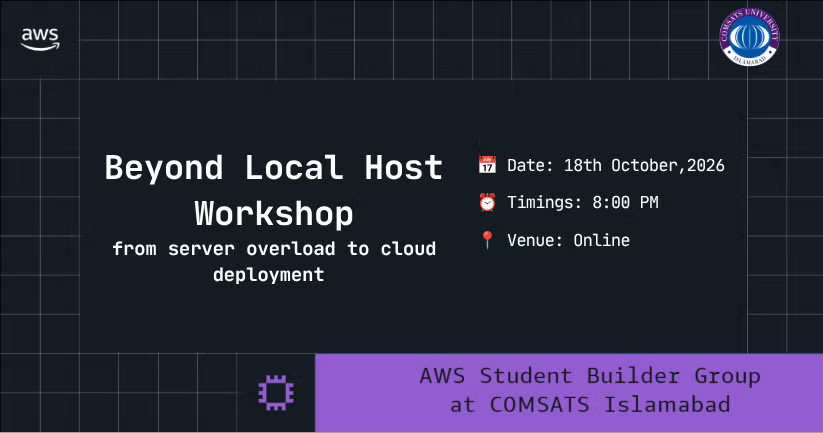 aws
COMSATS UNIVERSITY
ISLAMABAD
Beyond Local Host
Workshop
from server overload to cloud
deployment
Date: 18th October,2026
Timings: 8:00 PM
Venue: Online
AWS Student Builder Group
at COMSATS Islamabad